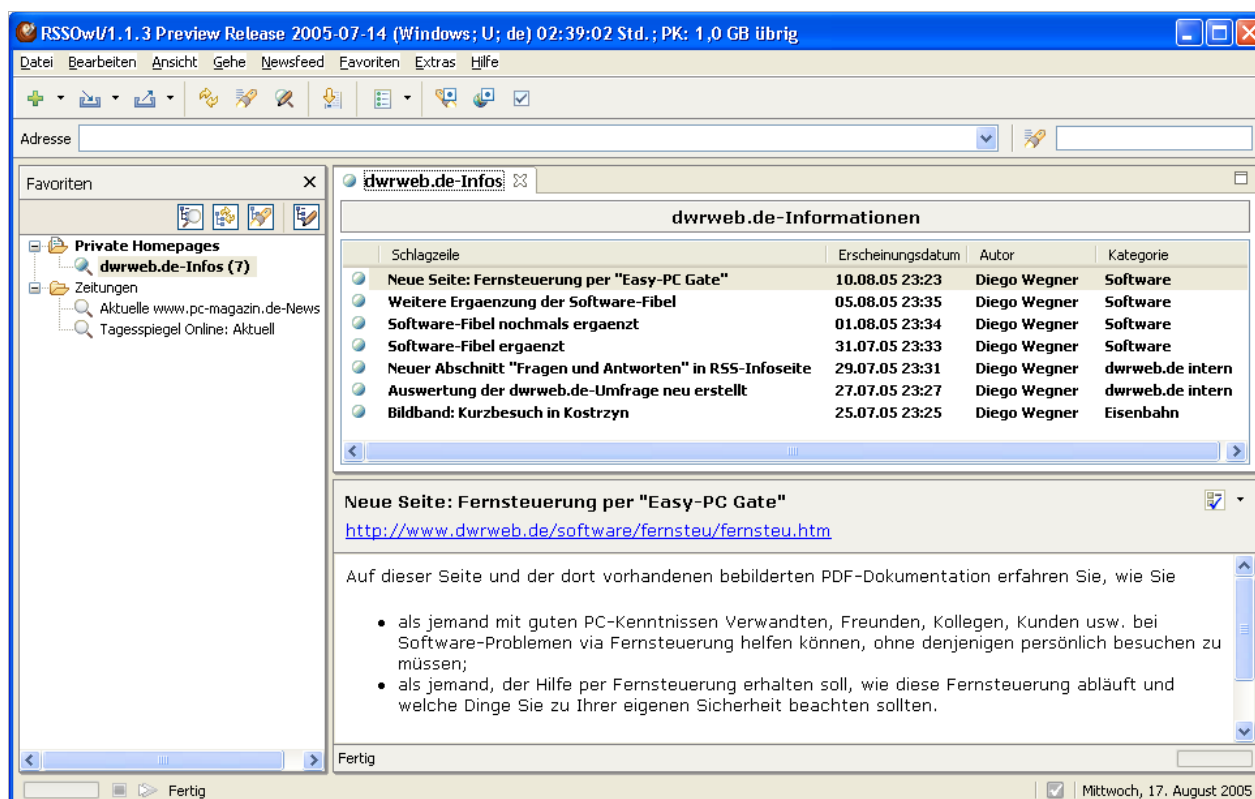 RSSOwl/1.1.3 Preview Release 2005-07-14 (Windows; U; de) 02:39:02 Std.; PK: 1,0 GB übrig
Datei Bearbeiten Ansicht Gehe Newsfeed Favoriten Extras Hilfe
Adresse
Favoriten
Private Homepages
dwrweb.de-Infos (7)
Zeitungen
Aktuelle www.pc-magazin.de-News
Tagesspiegel Online: Aktuell
dwrweb.de-Infos
dwrweb.de-Informationen
Schlagzeile Erscheinungsdatum Autor Kategorie
Neue Seite: Fernsteuerung per "Easy-PC Gate" 10.08.05 23:23 Diego Wegner Software
Weitere Ergaenzung der Software-Fibel 05.08.05 23:35 Diego Wegner Software
Software-Fibel nochmals ergaenzt 01.08.05 23:34 Diego Wegner Software
Software-Fibel ergaenzt 31.07.05 23:33 Diego Wegner Software
Neuer Abschnitt "Fragen und Antworten" in RSS-Infoseite 29.07.05 23:31 Diego Wegner dwrweb.de intern
Auswertung der dwrweb.de-Umfrage neu erstellt 27.07.05 23:27 Diego Wegner dwrweb.de intern
Bildband: Kurzbesuch in Kostrzyn 25.07.05 23:25 Diego Wegner Eisenbahn
Neue Seite: Fernsteuerung per "Easy-PC Gate"
http://www.dwrweb.de/software/fernsteu/fernsteu.htm
Auf dieser Seite und der dort vorhandenen bebilderten PDF-Dokumentation erfahren Sie, wie Sie
• als jemand mit guten PC-Kenntnissen Verwandten, Freunden, Kollegen, Kunden usw. bei
Software-Problemen via Fernsteuerung helfen können, ohne denjenigen persönlich besuchen zu
müssen;
• als jemand, der Hilfe per Fernsteuerung erhalten soll, wie diese Fernsteuerung abläuft und
welche Dinge Sie zu Ihrer eigenen Sicherheit beachten sollten.
Fertig
Fertig
Mittwoch, 17. August 2005